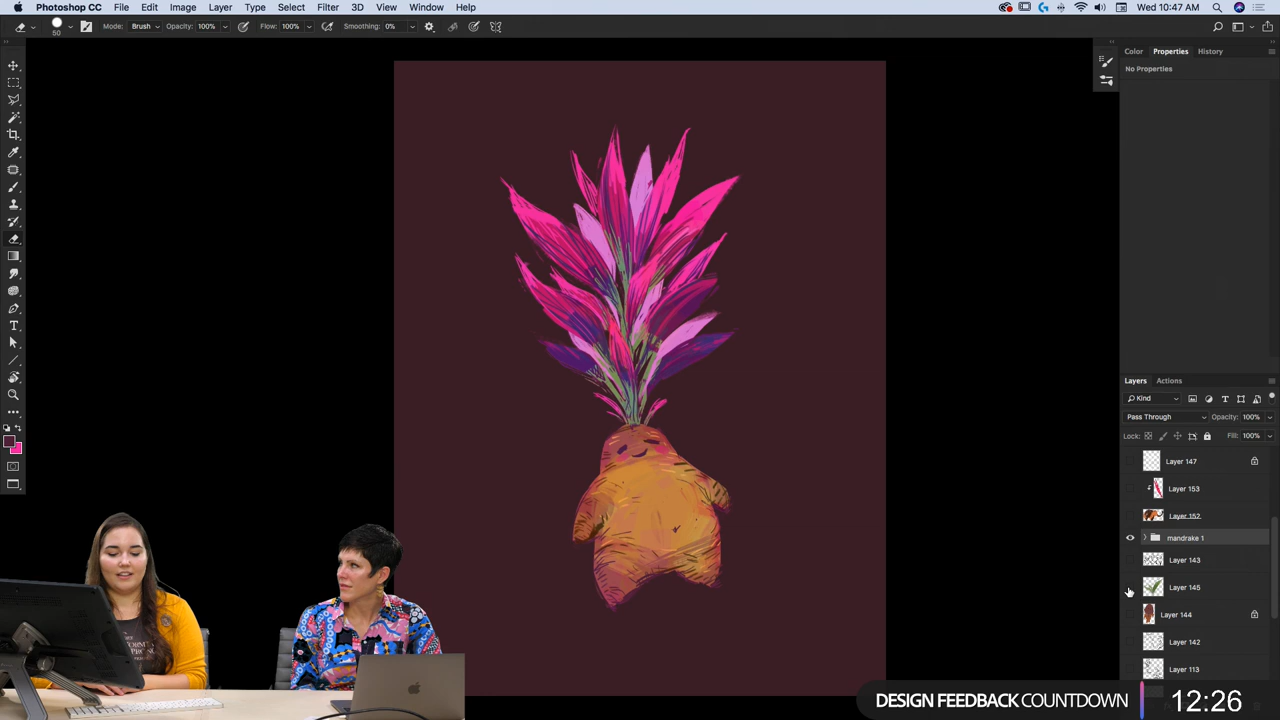 Photoshop CC File Edit Image Layer Type Select Filter 3D View Window Help Wed 10:47 AM
50 Mode: Brush Opacity: 100% Flow: 100% Smoothing: 0%
Color Properties History
No Properties
Layers Actions
Kind
Pass Through Opacity: 100%
Lock: Fill: 100%
Layer 147
Layer 153
Layer 152
mandrake 1
Layer 143
Layer 145
Layer 144
Layer 142
Layer 113
DESIGN FEEDBACK COUNTDOWN 12:26